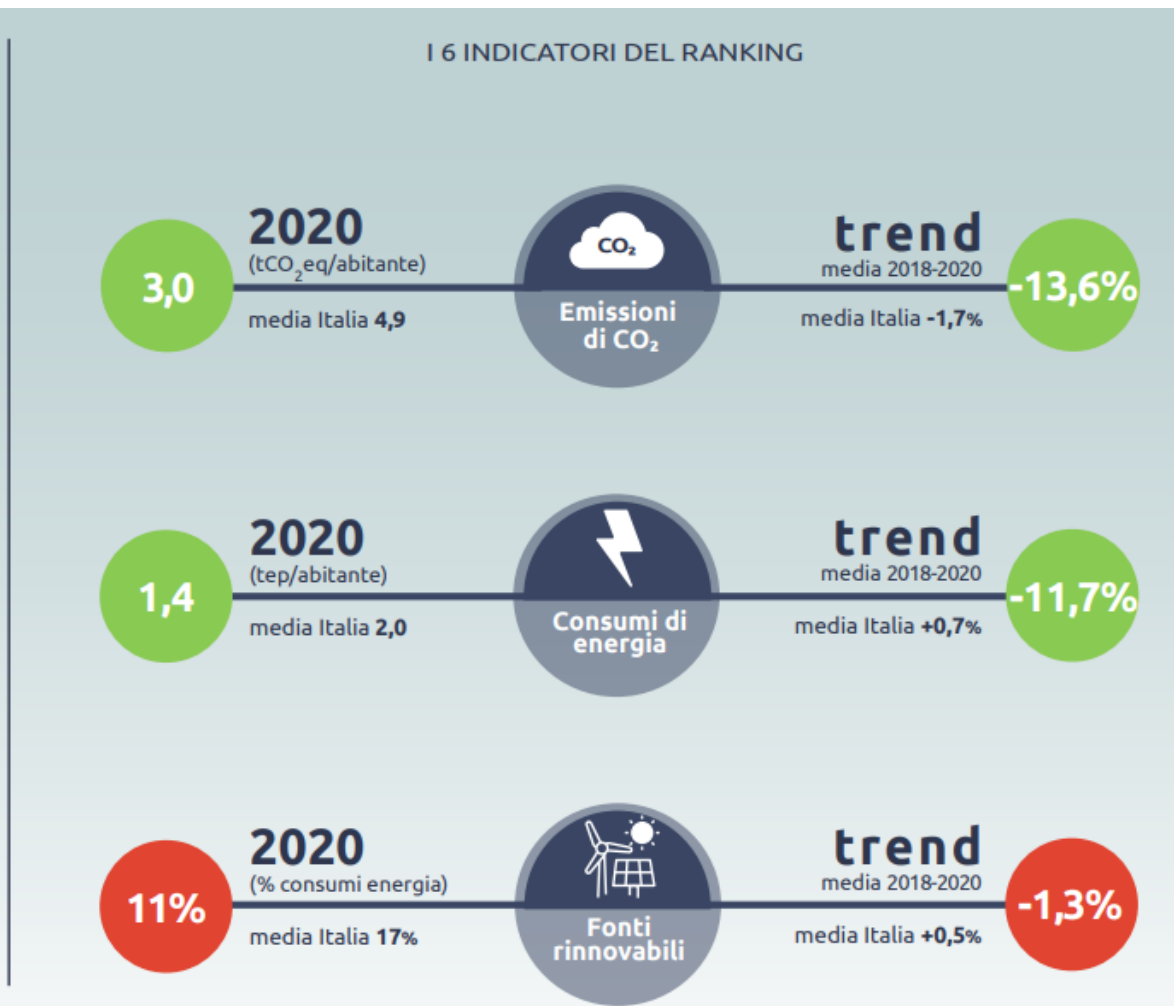 I 6 INDICATORI DEL RANKING
3,0
2020
(tCO₂eq/abitante)
media Italia 4,9
CO₂
Emissioni
di CO₂
trend
media 2018-2020
media Italia -1,7%
-13,6%
1,4
2020
(tep/abitante)
media Italia 2,0
Consumi di
energia
trend
media 2018-2020
media Italia +0,7%
-11,7%
11%
2020
(% consumi energia)
media Italia 17%
Fonti
rinnovabili
trend
media 2018-2020
media Italia +0,5%
-1,3%